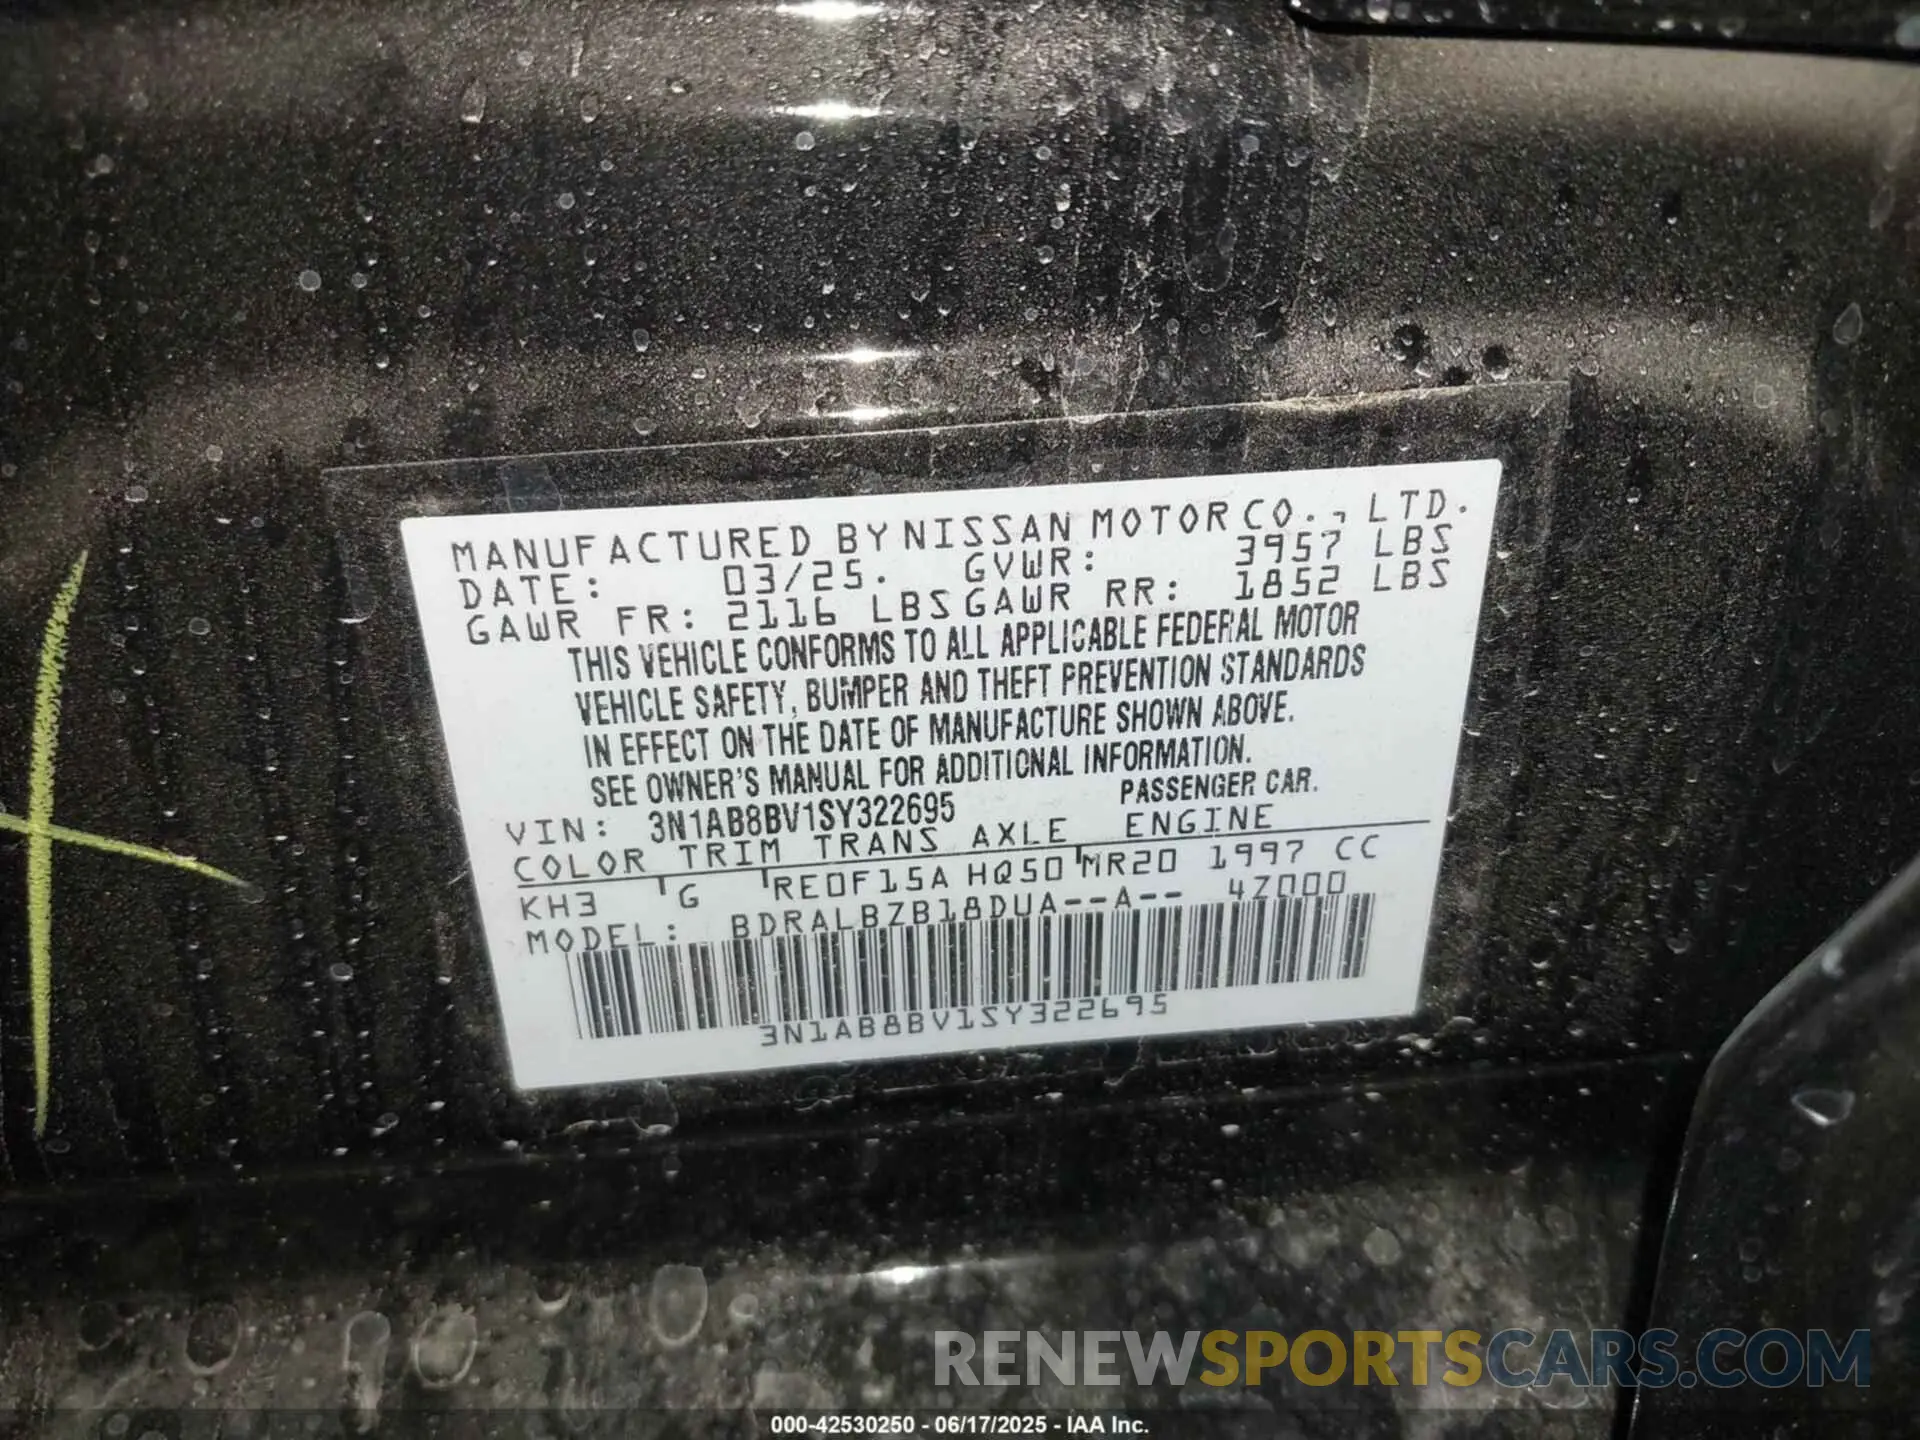 MANUFACTURED BY NISSAN MOTOR CO., LTD.
DATE: 03/25. GVWR: 3957 LBS
GAWR FR: 2116 LBS GAWR RR: 1852 LBS
THIS VEHICLE CONFORMS TO ALL APPLICABLE FEDERAL MOTOR
VEHICLE SAFETY, BUMPER AND THEFT PREVENTION STANDARDS
IN EFFECT ON THE DATE OF MANUFACTURE SHOWN ABOVE.
SEE OWNER'S MANUAL FOR ADDITIONAL INFORMATION.
VIN: 3N1AB8BV1SY322695 PASSENGER CAR.
COLOR TRIM TRANS AXLE ENGINE
KH3 G RE0F15A HQ50 MR20 1997 CC
MODEL: BDRALBZB18DUA--A-- 4Z000
3N1AB8BV1SY322695
RENEWSPORTSCARS.COM
000-42530250 - 06/17/2025 - IAA Inc.